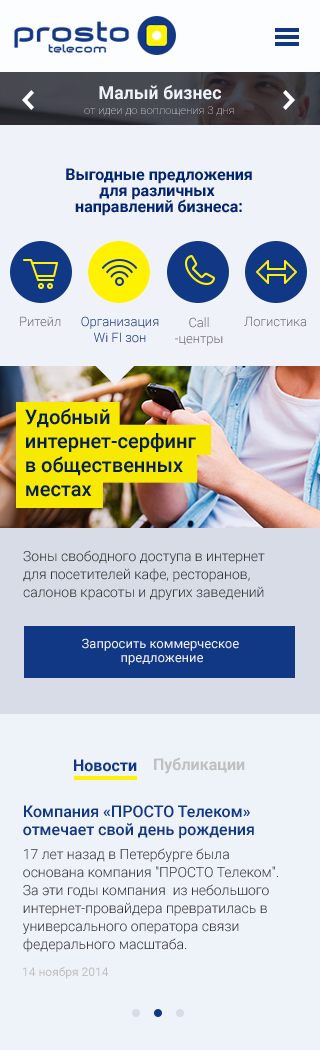 prosto
telecom
Малый бизнес
от идеи до воплощения 3 дня
Выгодные предложения
для различных
направлений бизнеса:
Ритейл
Организация
Wi FI зон
Call
-центры
Логистика
Удобный
интернет-серфинг
в общественных
местах
Зоны свободного доступа в интернет
для посетителей кафе, ресторанов,
салонов красоты и других заведений
Запросить коммерческое
предложение
Новости Публикации
Компания «ПРОСТО Телеком»
отмечает свой день рождения
17 лет назад в Петербурге была
основана компания "ПРОСТО Телеком".
За эти годы компания  из небольшого
интернет-провайдера превратилась в
универсального оператора связи
федерального масштаба.
14 ноября 2014